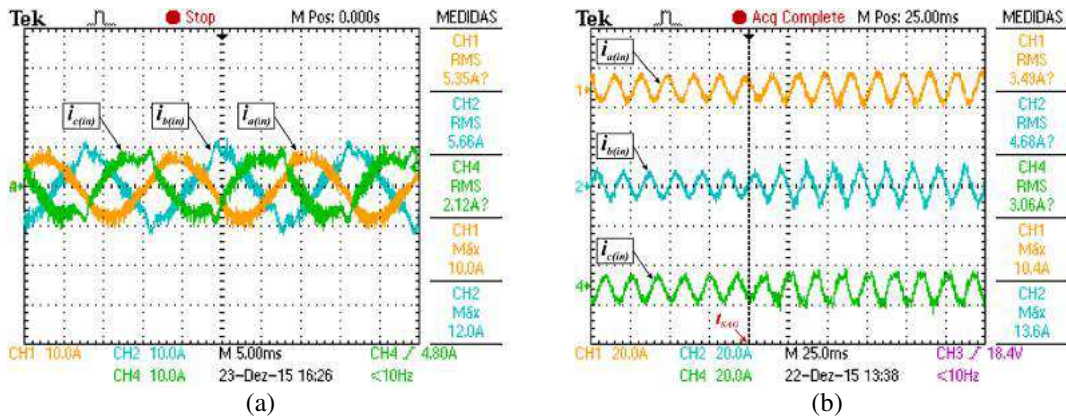 (a)
Tek Stop M Pos: 0.000s MEDIDAS
CH1
RMS
5.35A?
CH2
RMS
5.66A
CH4
RMS
2.12A?
CH1
Máx
10.0A
CH2
Máx
12.0A
i_c(in) i_b(in) i_a(in)
CH1 10.0A CH2 10.0A M 5.00ms CH4 / 4.80A
CH4 10.0A 23-Dez-15 16:26 <10Hz
(a)
(b)
Tek Acq Complete M Pos: 25.00ms MEDIDAS
CH1
RMS
3.49A?
CH2
RMS
4.68A?
CH4
RMS
3.06A?
CH1
Máx
10.4A
CH2
Máx
13.6A
i_a(in)
1+
i_b(in)
2+
i_c(in)
4+
t_SAG
CH1 20.0A CH2 20.0A M 25.0ms CH3 / 18.4V
CH4 20.0A 22-Dez-15 13:38 <10Hz
(b)